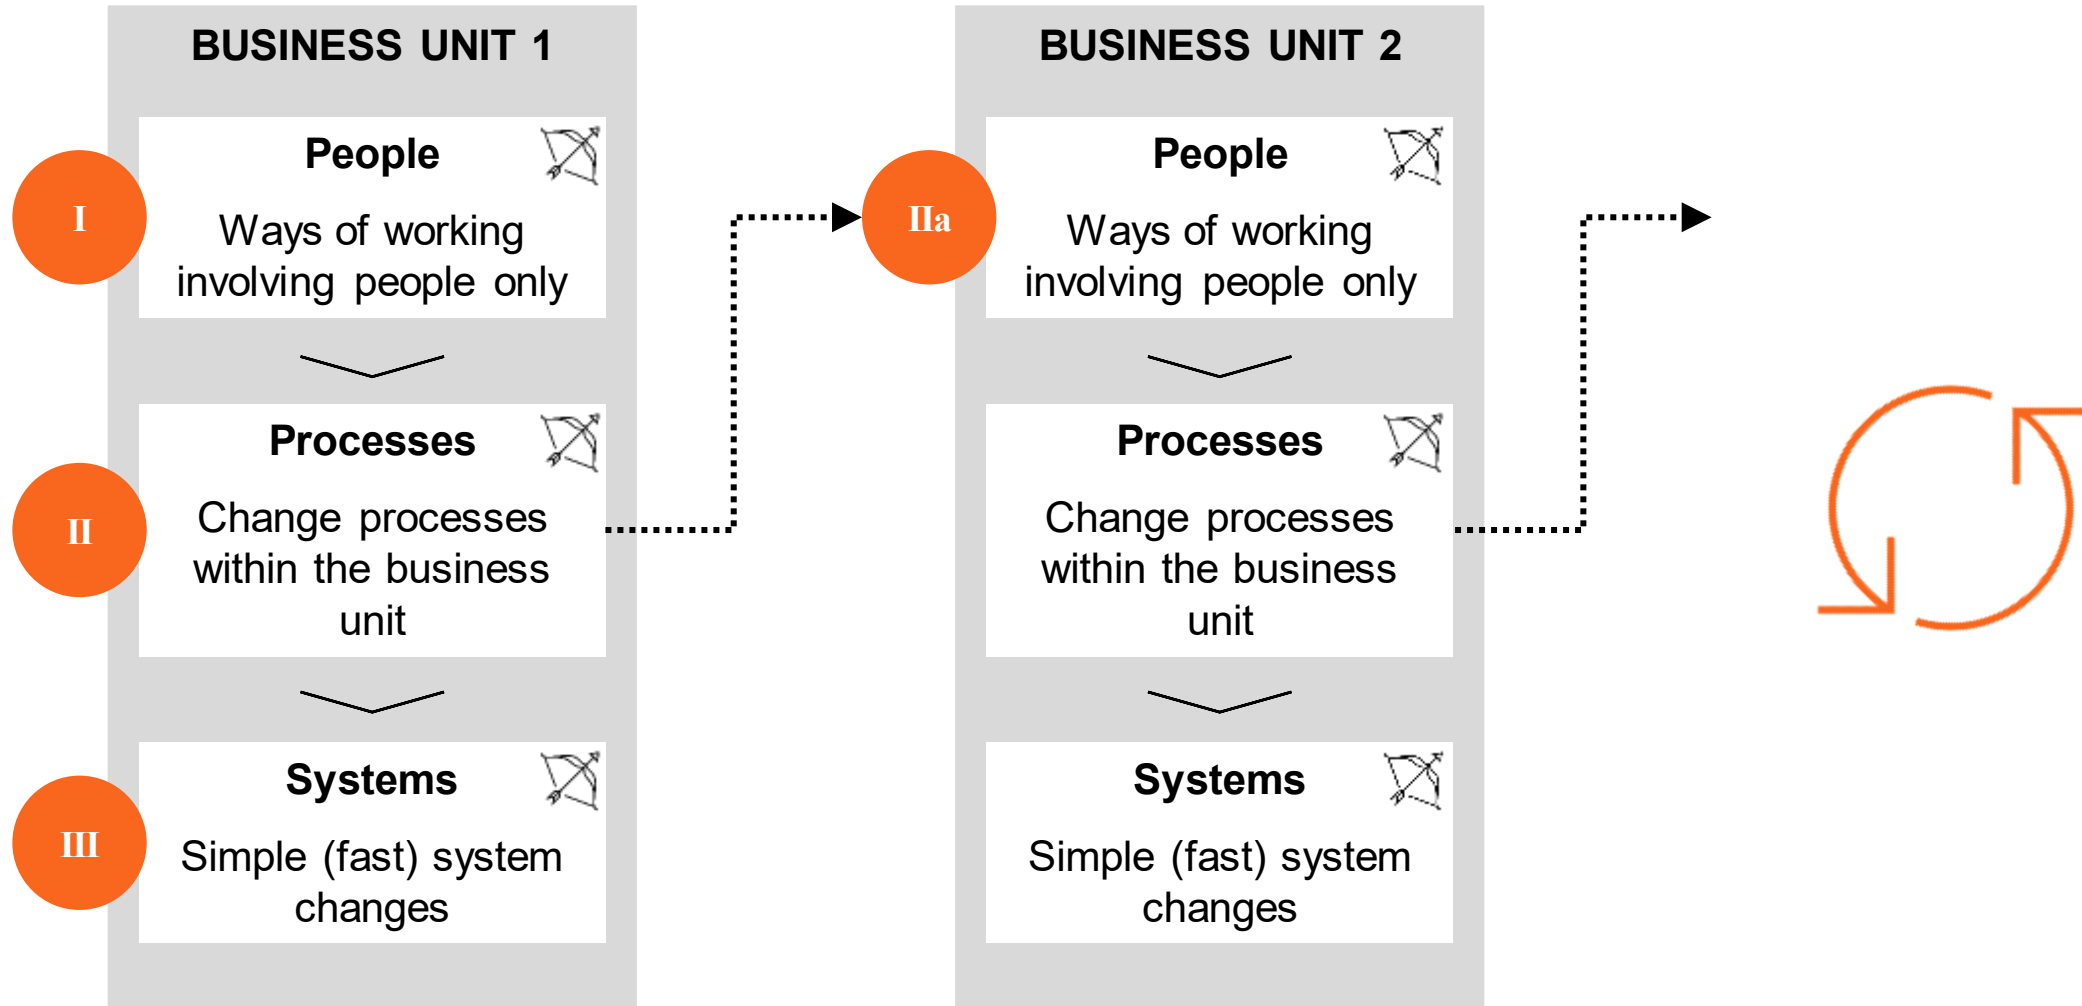 BUSINESS UNIT 1
I
People
Ways of working
involving people only
II
Processes
Change processes
within the business
unit
III
Systems
Simple (fast) system
changes
BUSINESS UNIT 2
IIa
People
Ways of working
involving people only
Processes
Change processes
within the business
unit
Systems
Simple (fast) system
changes